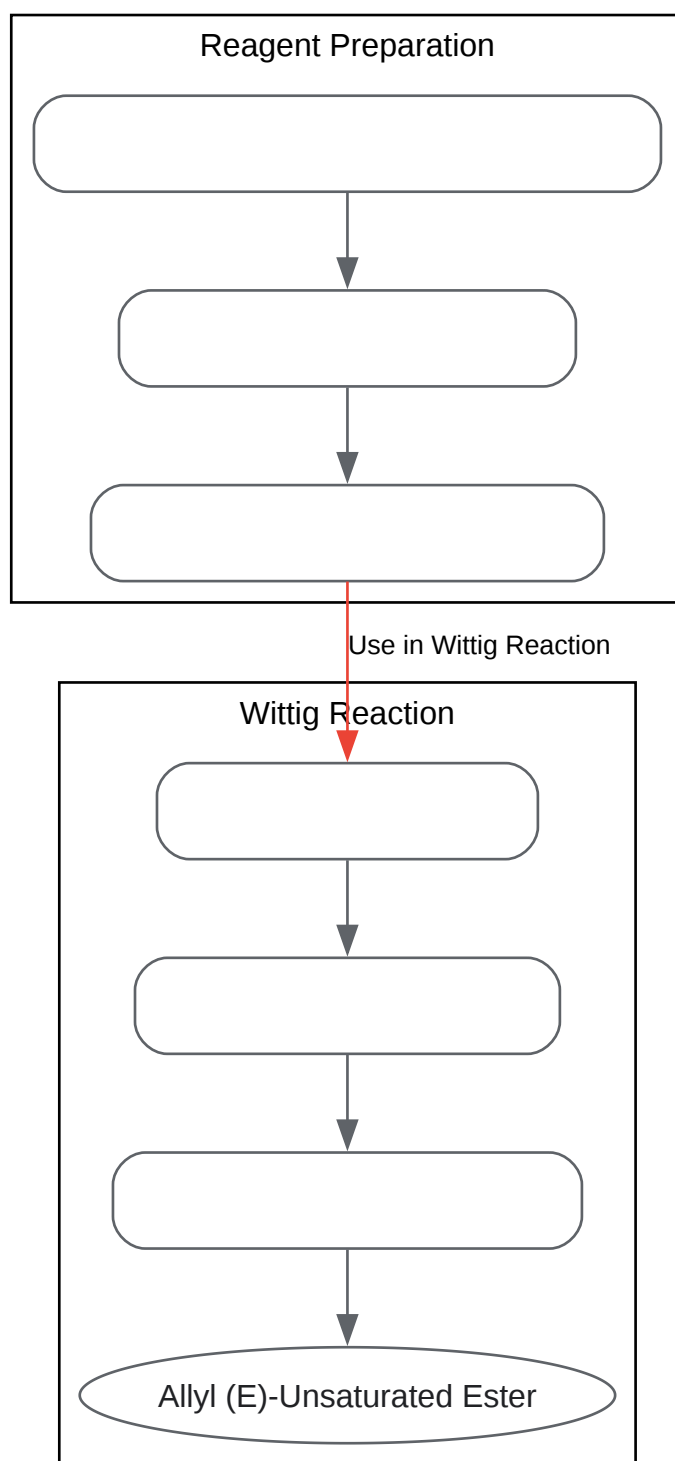 Reagent Preparation
Use in Wittig Reaction
Wittig Reaction
Allyl (E)-Unsaturated Ester